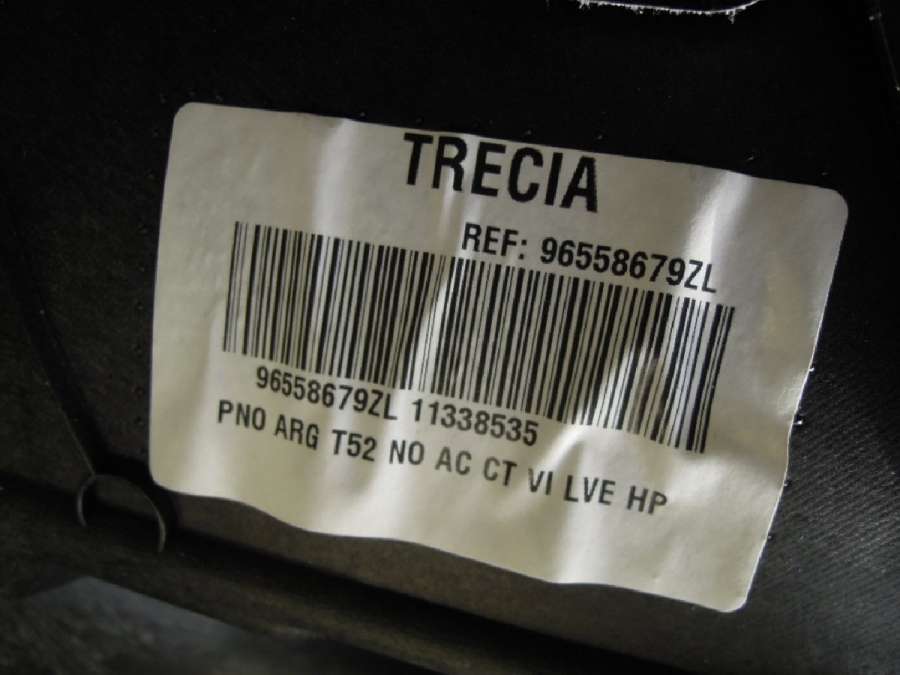 TRECIA
REF: 96558679ZL
96558679ZL 11338535
PNO ARG T52 NO AC CT VI LVE HP